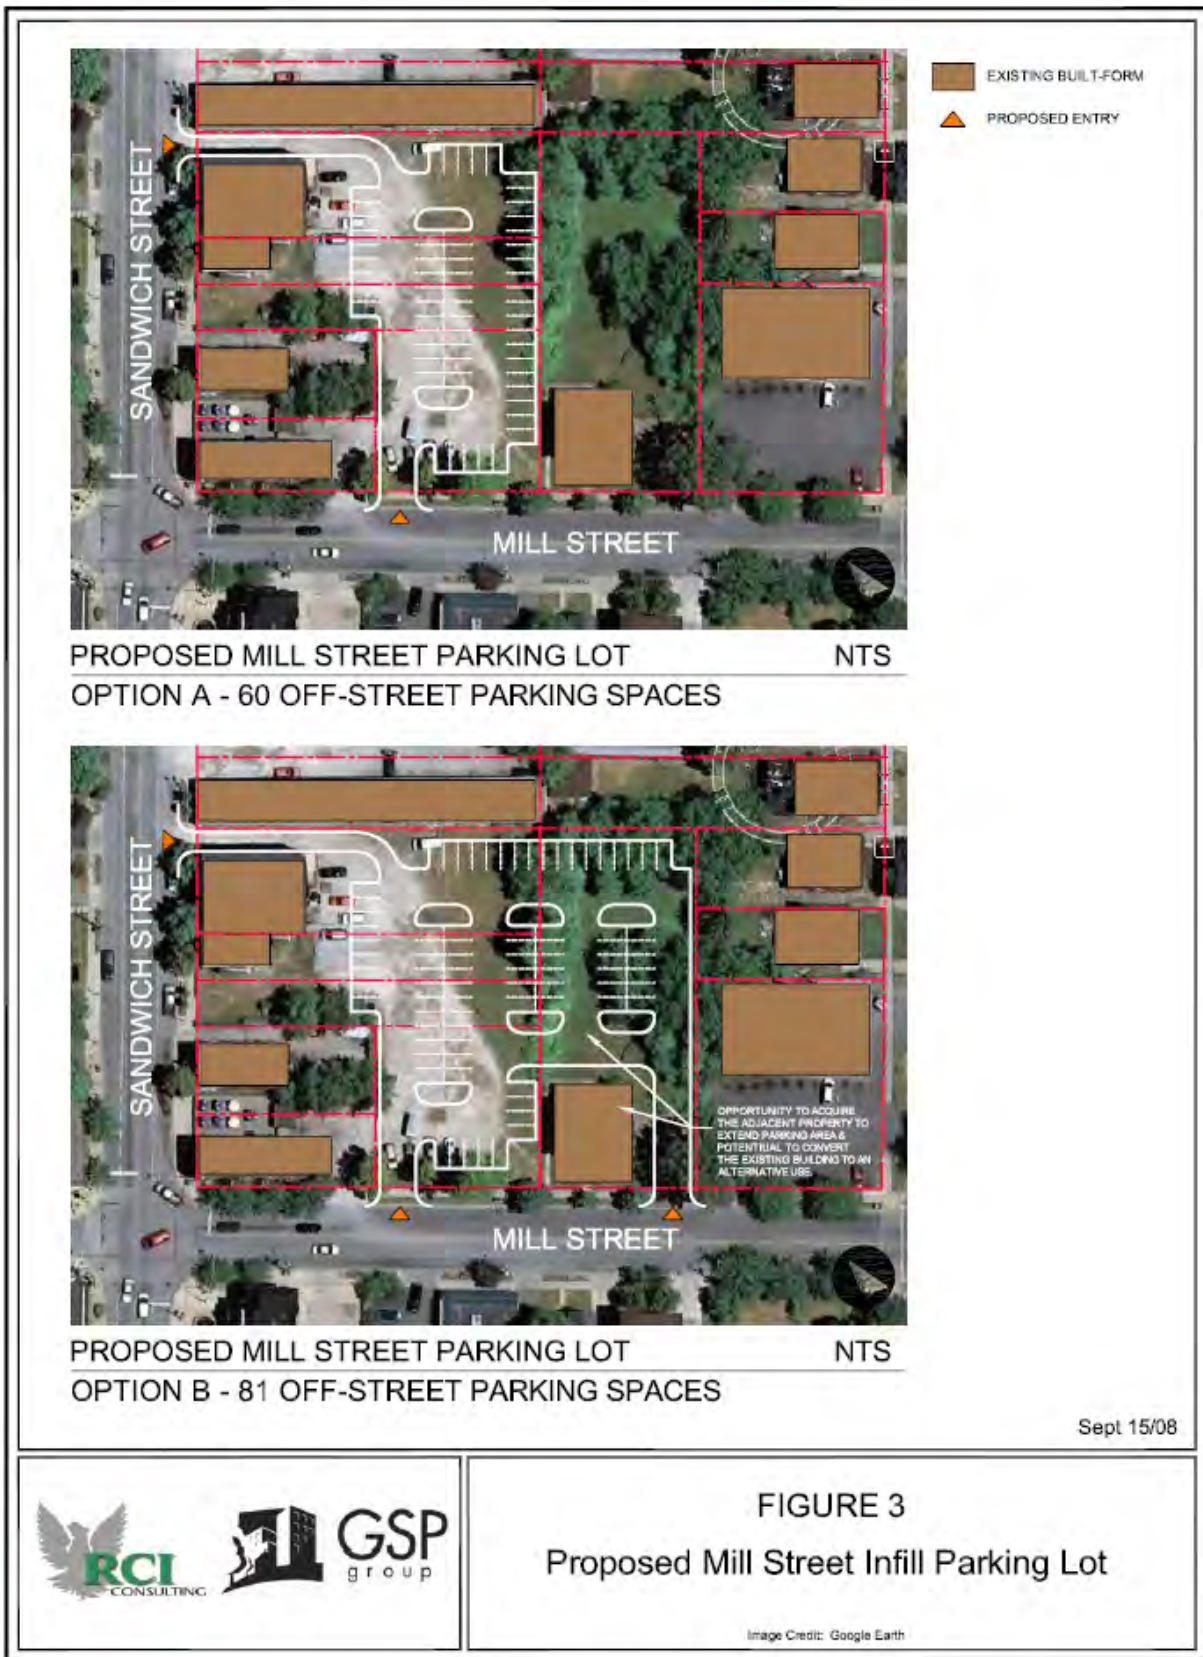 EXISTING BUILT-FORM
PROPOSED ENTRY
SANDWICH STREET
MILL STREET
PROPOSED MILL STREET PARKING LOT NTS
OPTION A - 60 OFF-STREET PARKING SPACES
SANDWICH STREET
OPPORTUNITY TO ACQUIRE
THE ADJACENT PROPERTY TO
EXTEND PARKING AREA &
POTENTIAL TO CONVERT
THE EXISTING BUILDING TO AN
ALTERNATIVE USE.
MILL STREET
PROPOSED MILL STREET PARKING LOT NTS
OPTION B - 81 OFF-STREET PARKING SPACES
Sept 15/08
RCI
CONSULTING
GSP
group
FIGURE 3
Proposed Mill Street Infill Parking Lot
Image Credit: Google Earth